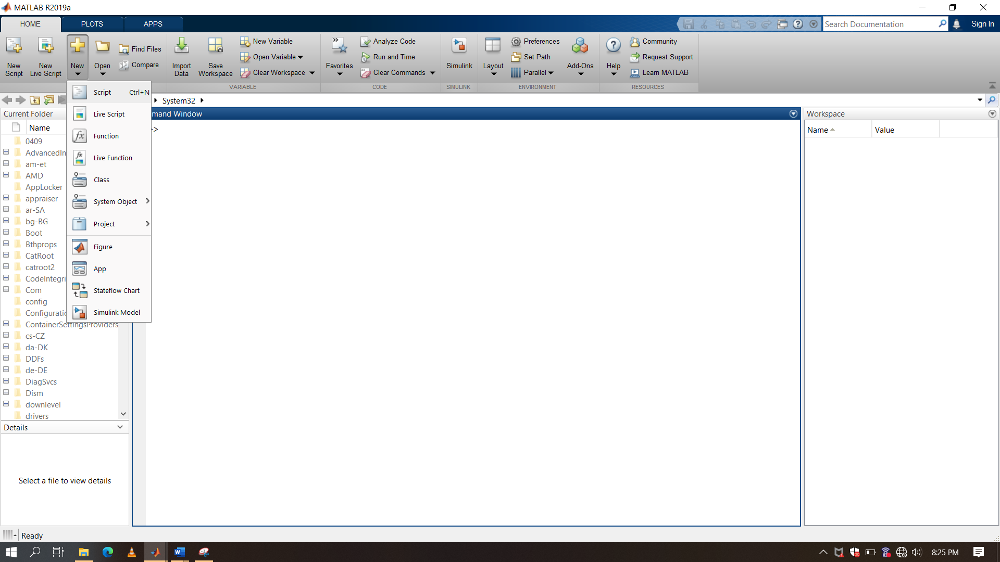 MATLAB R2019a
HOME PLOTS APPS Search Documentation Sign In
New Script New Live Script New Open Find Files Compare
Import Data Save Workspace New Variable Open Variable Clear Workspace
Favorites Analyze Code Run and Time Clear Commands
Simulink Layout Preferences Set Path Parallel Add-Ons
Help Community Request Support Learn MATLAB
VARIABLE CODE SIMULINK ENVIRONMENT RESOURCES
Script Ctrl+N
Live Script
Function
Live Function
Class
System Object
Project
Figure
App
Stateflow Chart
Simulink Model
System32
Current Folder
Name
0409
AdvancedIn
am-et
AMD
AppLocker
appraiser
ar-SA
bg-BG
Boot
Bthprops
CatRoot
catroot2
CodeIntegri
Com
config
Configuratic
ContainerSettingsProviders
cs-CZ
da-DK
DDFs
de-DE
DiagSvcs
Dism
downlevel
drivers
Details
Select a file to view details
mand Window
>>
Workspace
Name Value
Ready
8:25 PM